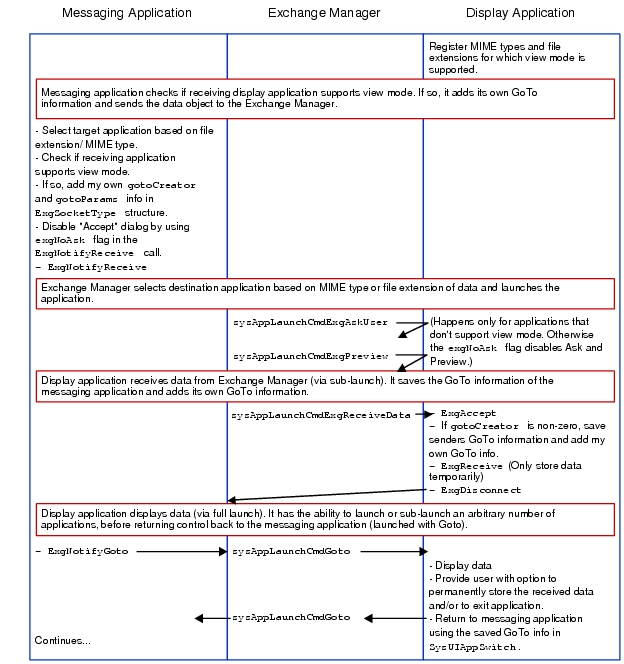 Messaging Application
Exchange Manager
Display Application
Register MIME types and file
extensions for which view mode is
supported.
Messaging application checks if receiving display application supports view mode. If so, it adds its own GoTo
information and sends the data object to the Exchange Manager.
- Select target application based on file
extension/ MIME type.
- Check if receiving application
supports view mode.
- If so, add my own gotoCreator
and gotoParams info in
ExgSocketType structure.
- Disable "Accept" dialog by using
exgNoAsk flag in the
ExgNotifyReceive call.
- ExgNotifyReceive
Exchange Manager selects destination application based on MIME type or file extension of data and launches the
application.
sysAppLaunchCmdExgAskUser
sysAppLaunchCmdExgPreview
(Happens only for applications that
don't support view mode. Otherwise
the exgNoAsk flag disables Ask and
Preview.)
Display application receives data from Exchange Manager (via sub-launch). It saves the GoTo information of the
messaging application and adds its own GoTo information.
sysAppLaunchCmdExgReceiveData
- ExgAccept
- If gotoCreator is non-zero, save
senders GoTo information and add my
own GoTo info.
- ExgReceive (Only store data
temporarily)
- ExgDisconnect
Display application displays data (via full launch). It has the ability to launch or sub-launch an arbitrary number of
applications, before returning control back to the messaging application (launched with Goto).
- ExgNotifyGoto
sysAppLaunchCmdGoto
- Display data
- Provide user with option to
permanently store the received data
and/or to exit application.
- Return to messaging application
using the saved GoTo info in
SysUIAppSwitch.
sysAppLaunchCmdGoto
Continues...